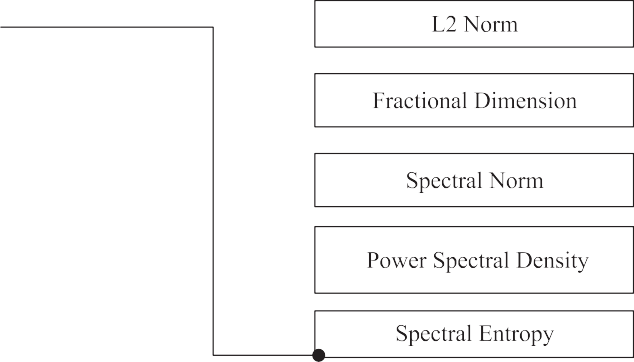 L2 Norm
Fractional Dimension
Spectral Norm
Power Spectral Density
Spectral Entropy